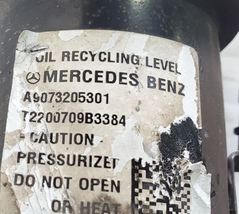 OIL RECYCLING LEVEL
MERCEDES BENZ
A9073205301
T2200709B3384
- CAUTION -
PRESSURIZED
DO NOT OPEN
OR HEAT